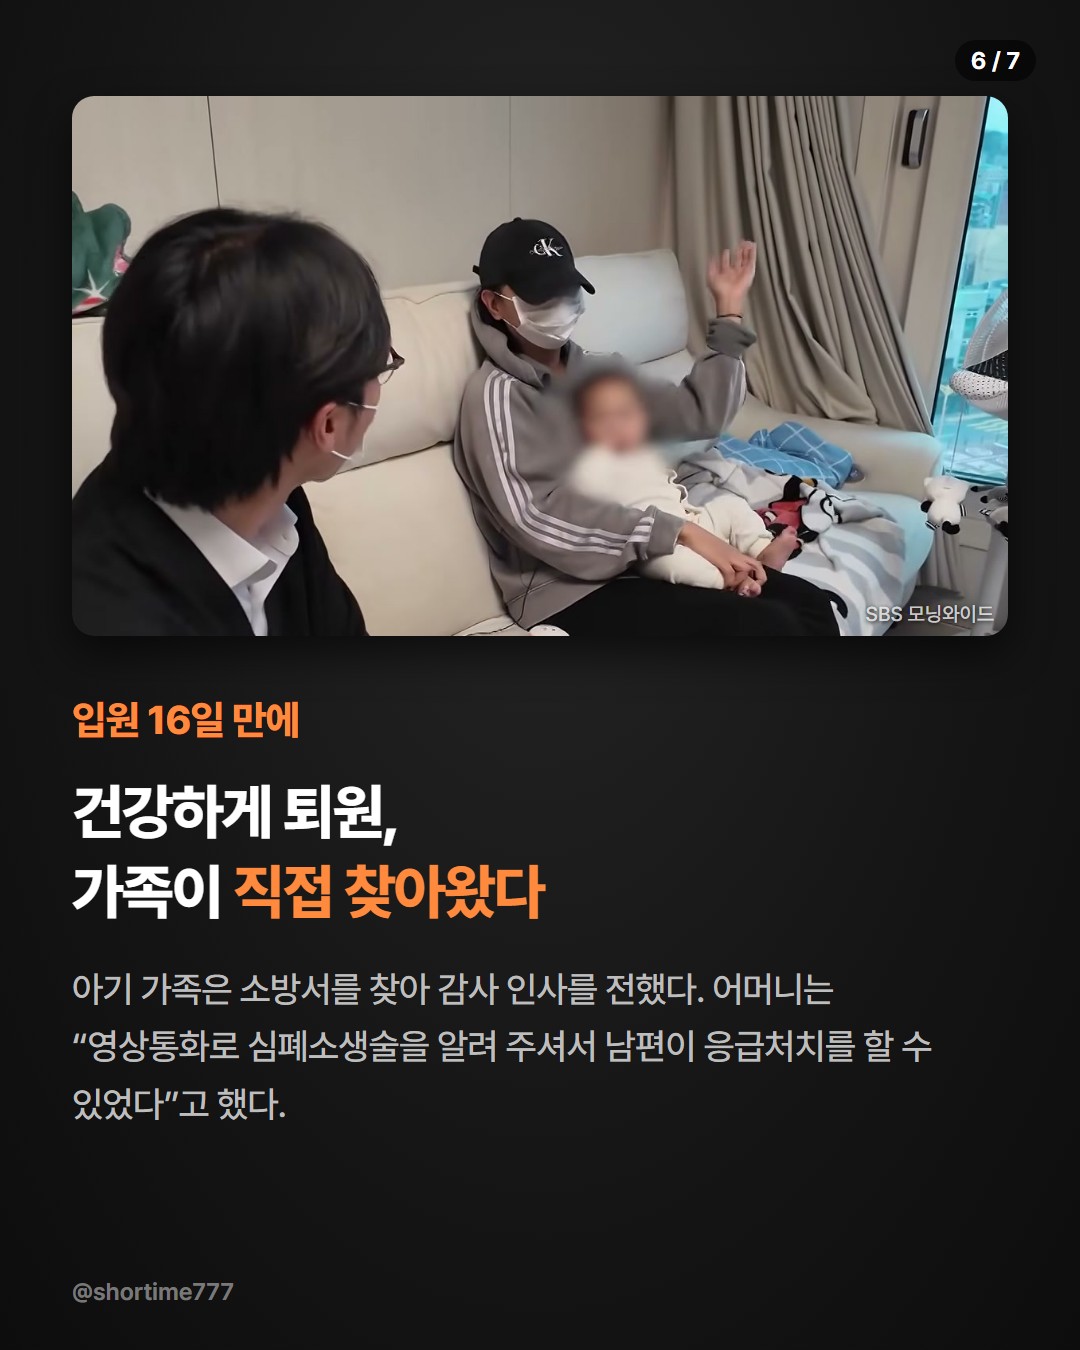 6 / 7
cK
SBS 모닝와이드
입원 16일 만에
건강하게 퇴원,
가족이 직접 찾아왔다
아기 가족은 소방서를 찾아 감사 인사를 전했다. 어머니는
“영상통화로 심폐소생술을 알려 주셔서 남편이 응급처치를 할 수
있었다”고 했다.
@shortime777